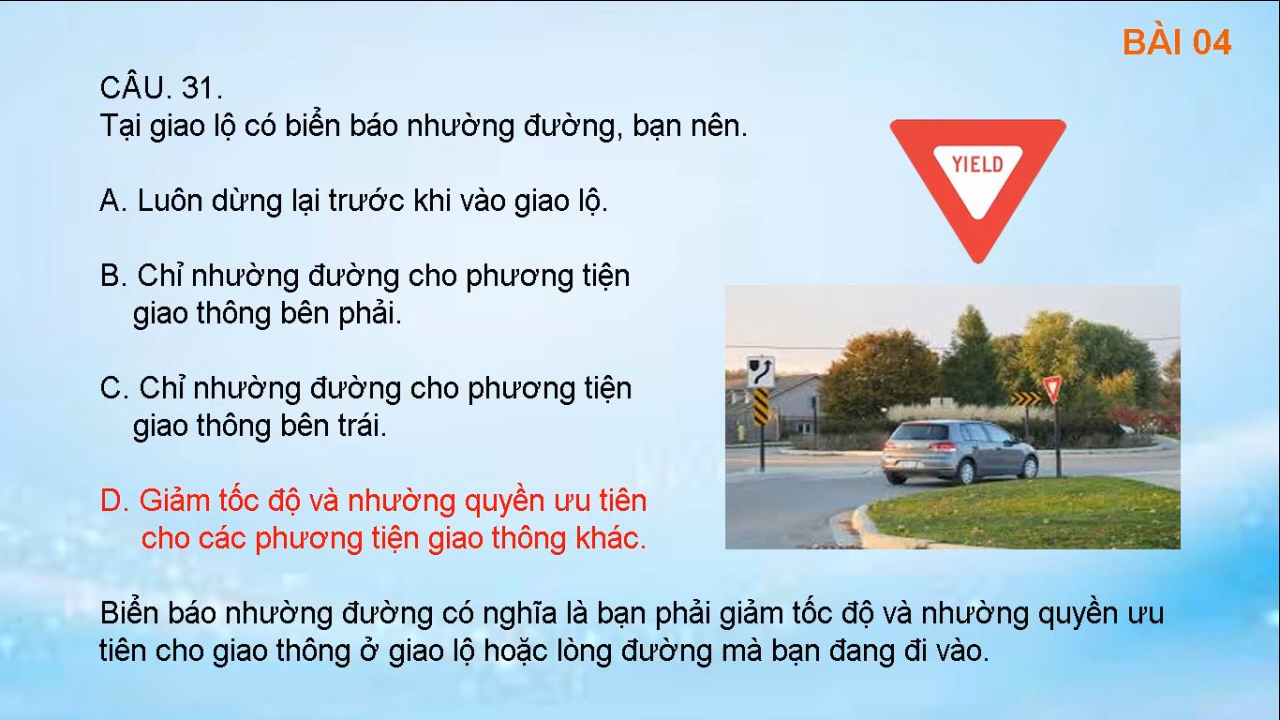 BÀI 04
CÂU. 31.
Tại giao lộ có biển báo nhường đường, bạn nên.
YIELD
A. Luôn dừng lại trước khi vào giao lộ.
B. Chỉ nhường đường cho phương tiện
giao thông bên phải.
C. Chỉ nhường đường cho phương tiện
giao thông bên trái.
D. Giảm tốc độ và nhường quyền ưu tiên
cho các phương tiện giao thông khác.
Biển báo nhường đường có nghĩa là bạn phải giảm tốc độ và nhường quyền ưu
tiên cho giao thông ở giao lộ hoặc lòng đường mà bạn đang đi vào.